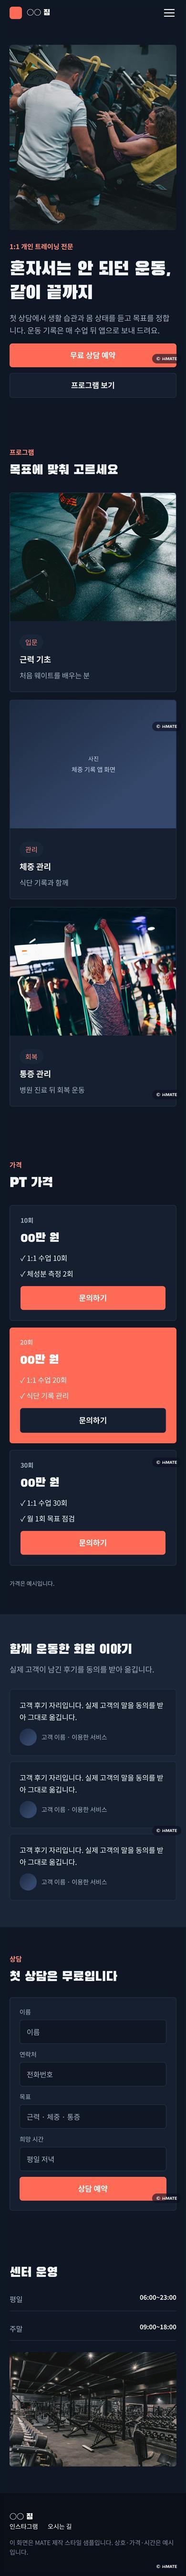 ○○ 짐
1:1 개인 트레이닝 전문
혼자서는 안 되던 운동,
같이 끝까지
첫 상담에서 생활 습관과 몸 상태를 듣고 목표를 정합
니다. 운동 기록은 매 수업 뒤 앱으로 보내 드려요.
무료 상담 예약
© MATE
프로그램 보기
프로그램
목표에 맞춰 고르세요
입문
근력 기초
처음 웨이트를 배우는 분
© MATE
사진
체중 기록 앱 화면
관리
체중 관리
식단 기록과 함께
회복
통증 관리
병원 진료 뒤 회복 운동
© MATE
가격
PT 가격
10회
00만 원
✓ 1:1 수업 10회
✓ 체성분 측정 2회
문의하기
20회
00만 원
✓ 1:1 수업 20회
✓ 식단 기록 관리
문의하기
© MATE
30회
00만 원
✓ 1:1 수업 30회
✓ 월 1회 목표 점검
문의하기
가격은 예시입니다.
함께 운동한 회원 이야기
실제 고객이 남긴 후기를 동의를 받아 옮깁니다.
고객 후기 자리입니다. 실제 고객의 말을 동의를 받
아 그대로 옮깁니다.
고객 이름 · 이용한 서비스
고객 후기 자리입니다. 실제 고객의 말을 동의를 받
아 그대로 옮깁니다.
고객 이름 · 이용한 서비스
© MATE
고객 후기 자리입니다. 실제 고객의 말을 동의를 받
아 그대로 옮깁니다.
고객 이름 · 이용한 서비스
상담
첫 상담은 무료입니다
이름
이름
연락처
전화번호
목표
근력 · 체중 · 통증
희망 시간
평일 저녁
상담 예약
© MATE
센터 운영
평일 06:00~23:00
주말 09:00~18:00
○○ 짐
인스타그램 오시는 길
이 화면은 MATE 제작 스타일 샘플입니다. 상호·가격·시간은 예시
입니다.
© MATE